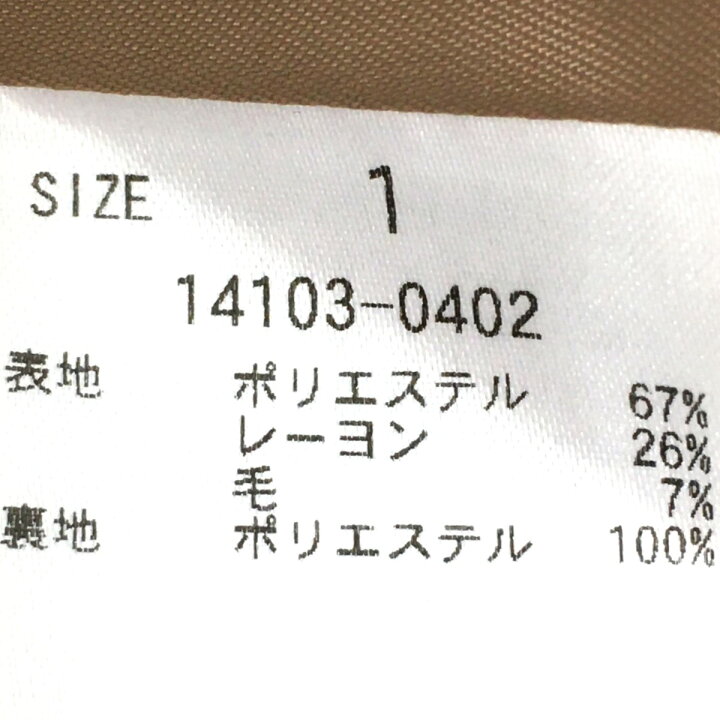 SIZE 1
14103-0402
表地 ポリエステル 67%
レーヨン 26%
毛 7%
裏地 ポリエステル 100%